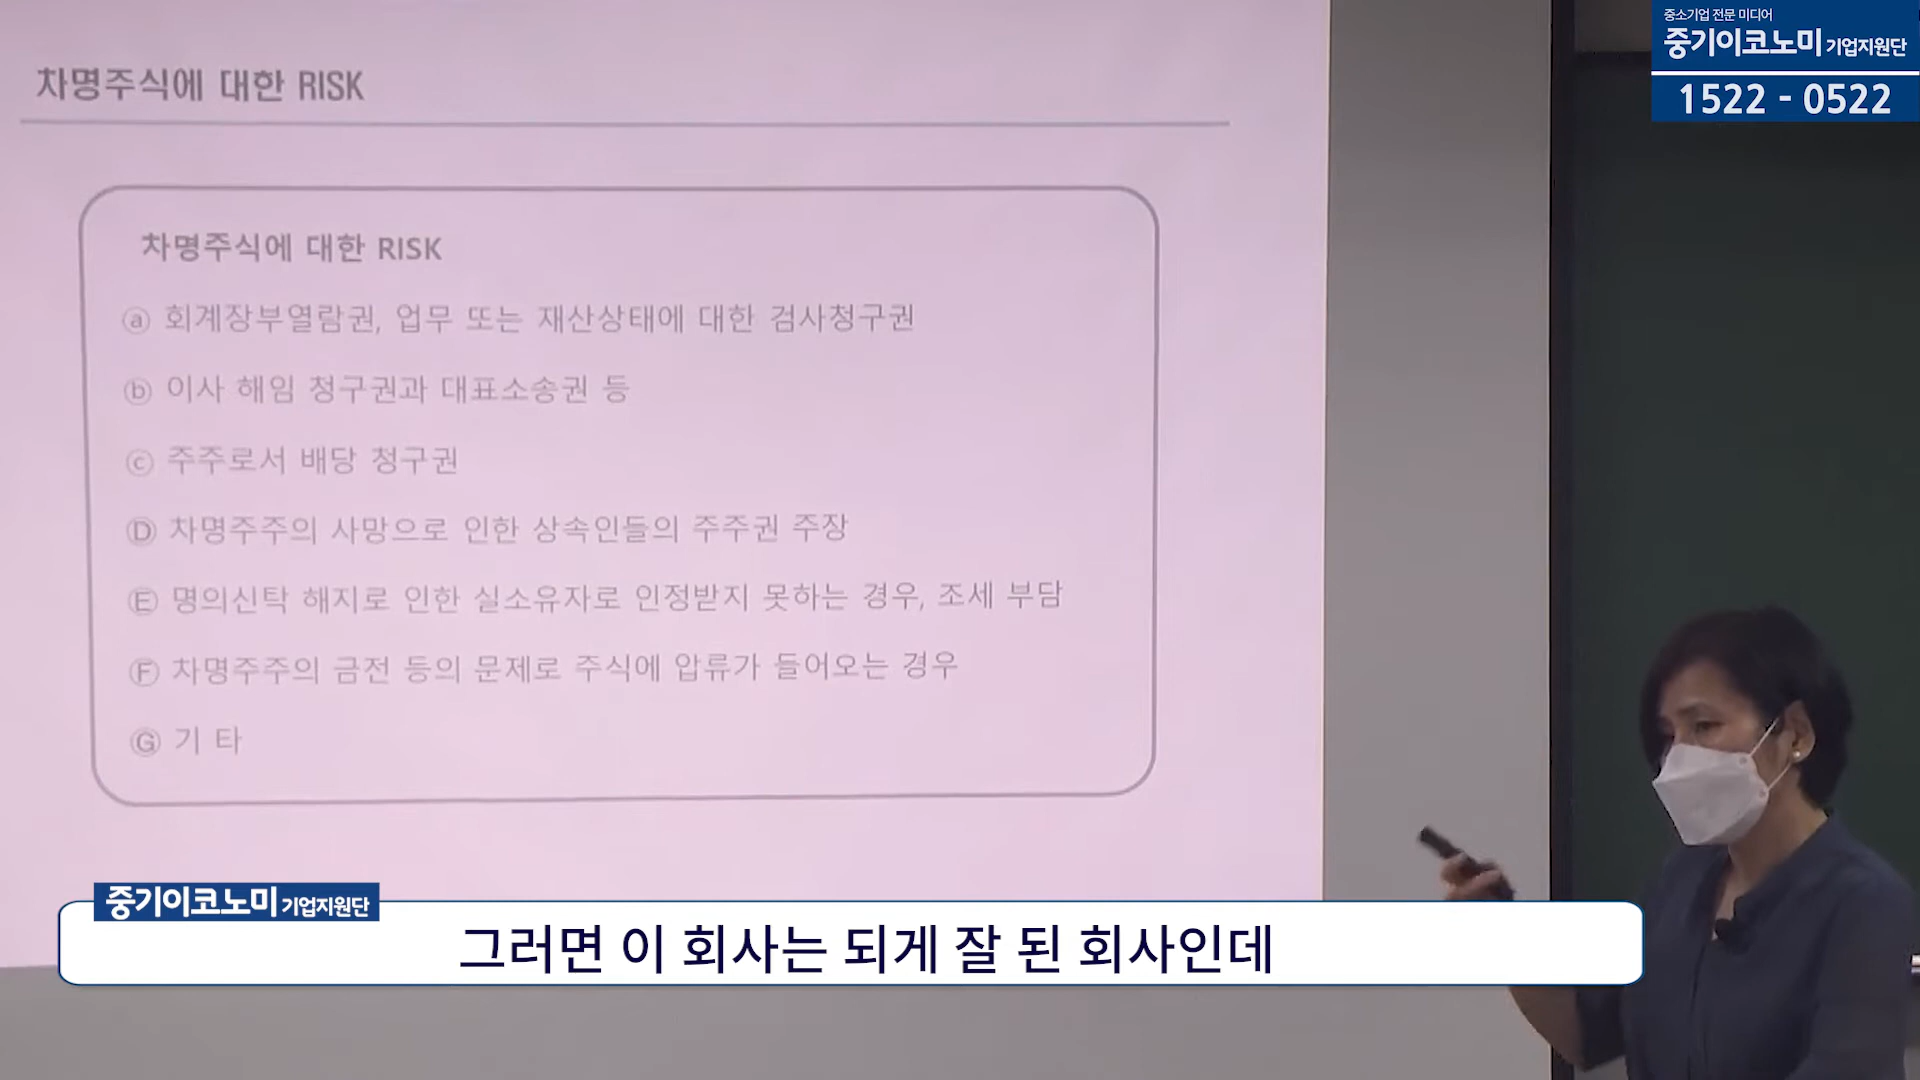 중소기업 전문 미디어
중기이코노미 기업지원단
1522 - 0522
차명주식에 대한 RISK
차명주식에 대한 RISK
ⓐ 회계장부열람권, 업무 또는 재산상태에 대한 검사청구권
ⓑ 이사 해임 청구권과 대표소송권 등
ⓒ 주주로서 배당 청구권
Ⓓ 차명주주의 사망으로 인한 상속인들의 주주권 주장
Ⓔ 명의신탁 해지로 인한 실소유자로 인정받지 못하는 경우, 조세 부담
Ⓕ 차명주주의 금전 등의 문제로 주식에 압류가 들어오는 경우
Ⓖ 기 타
중기이코노미 기업지원단
그러면 이 회사는 되게 잘 된 회사인데